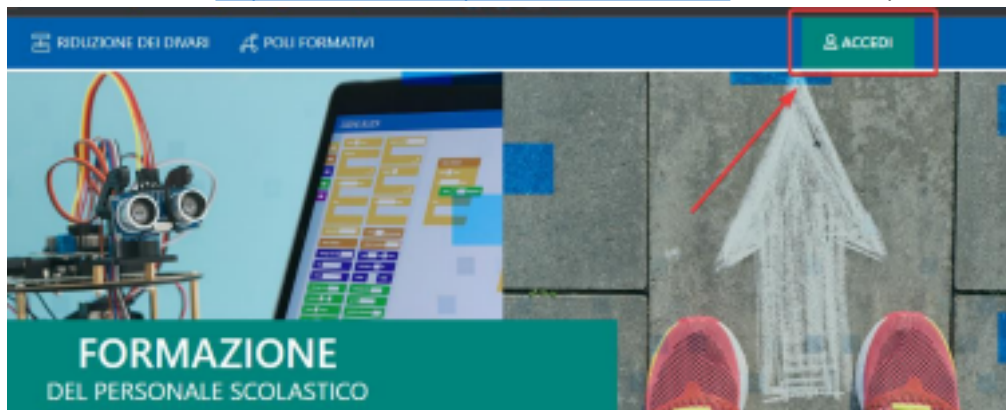 RIDUZIONE DEI DIVARI
POLI FORMATIVI
ACCEDI
FORMAZIONE
DEL PERSONALE SCOLASTICO